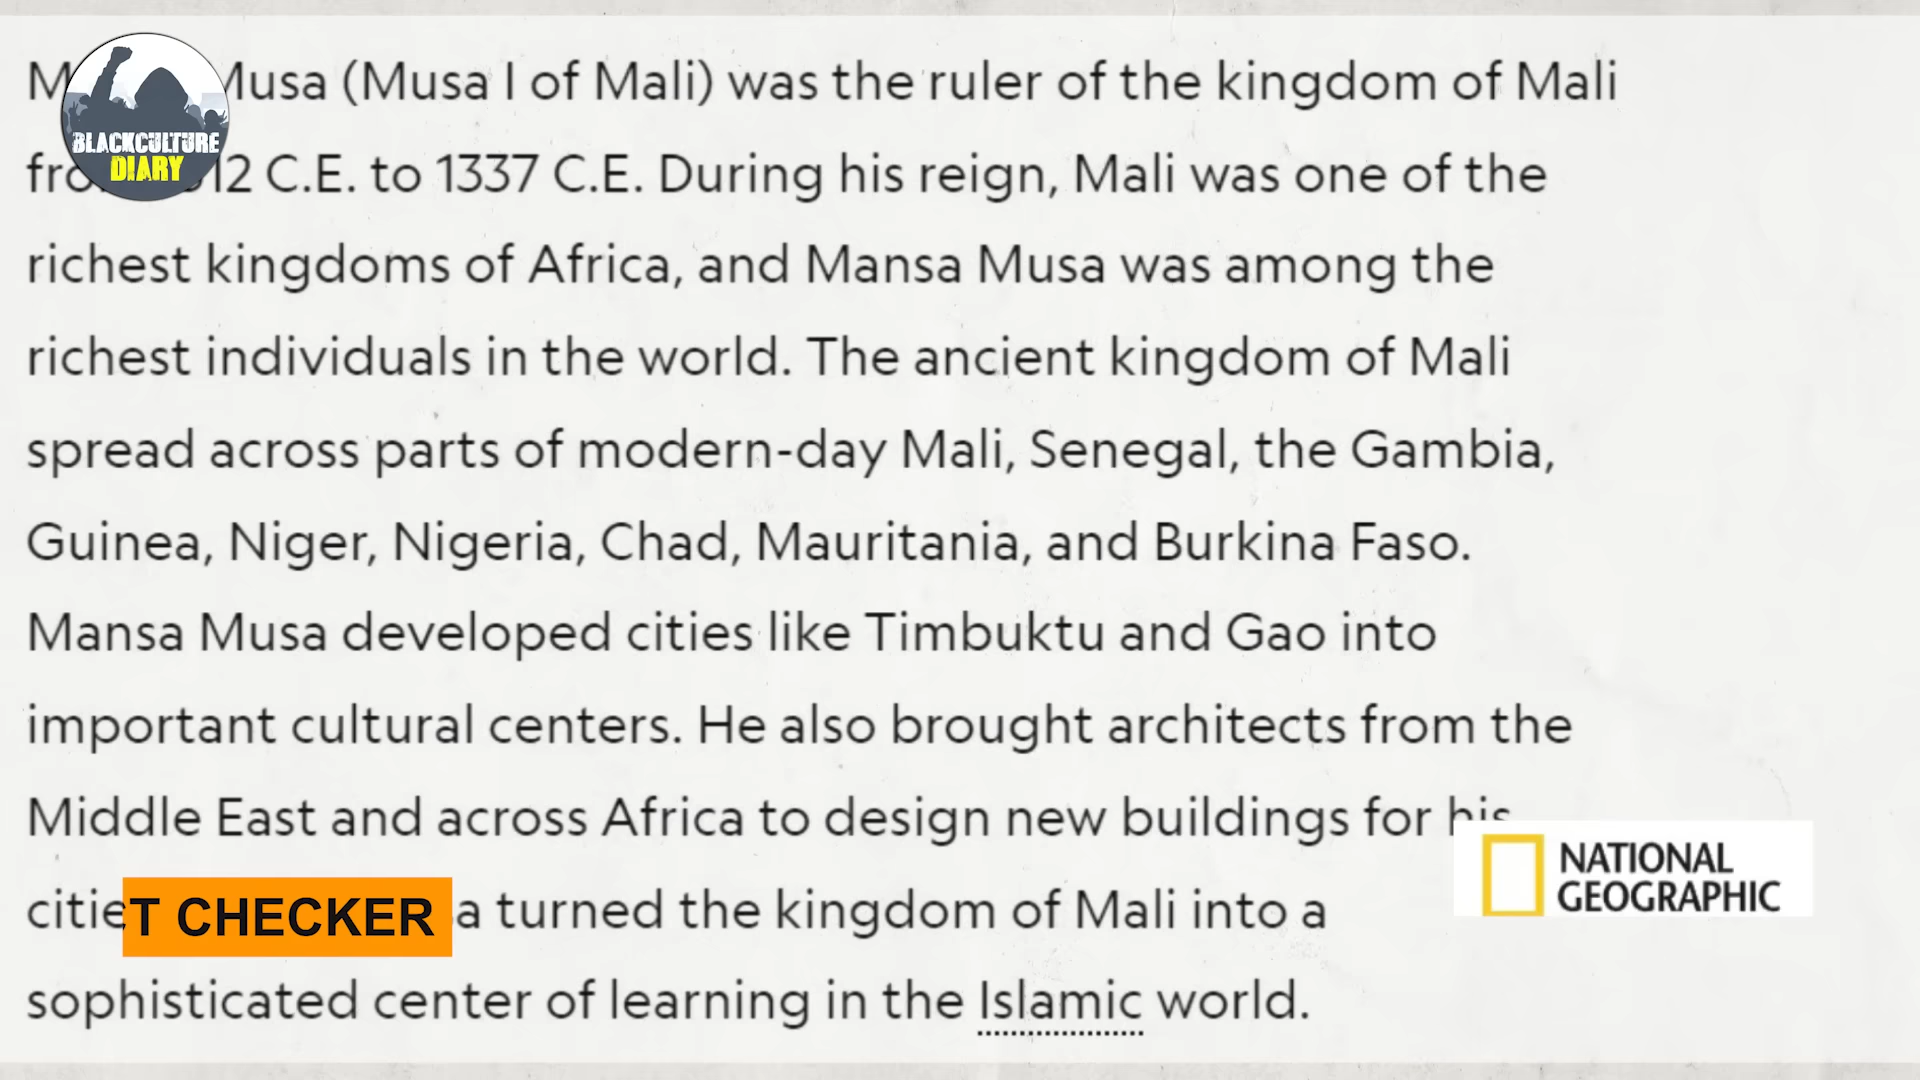 Musa (Musa I of Mali) was the ruler of the kingdom of Mali
12 C.E. to 1337 C.E. During his reign, Mali was one of the
richest kingdoms of Africa, and Mansa Musa was among the
richest individuals in the world. The ancient kingdom of Mali
spread across parts of modern-day Mali, Senegal, the Gambia,
Guinea, Niger, Nigeria, Chad, Mauritania, and Burkina Faso.
Mansa Musa developed cities like Timbuktu and Gao into
important cultural centers. He also brought architects from the
Middle East and across Africa to design new buildings for his
citie a turned the kingdom of Mali into a
sophisticated center of learning in the Islamic world.
BLACKCULTURE
DIARY
T CHECKER
NATIONAL
GEOGRAPHIC